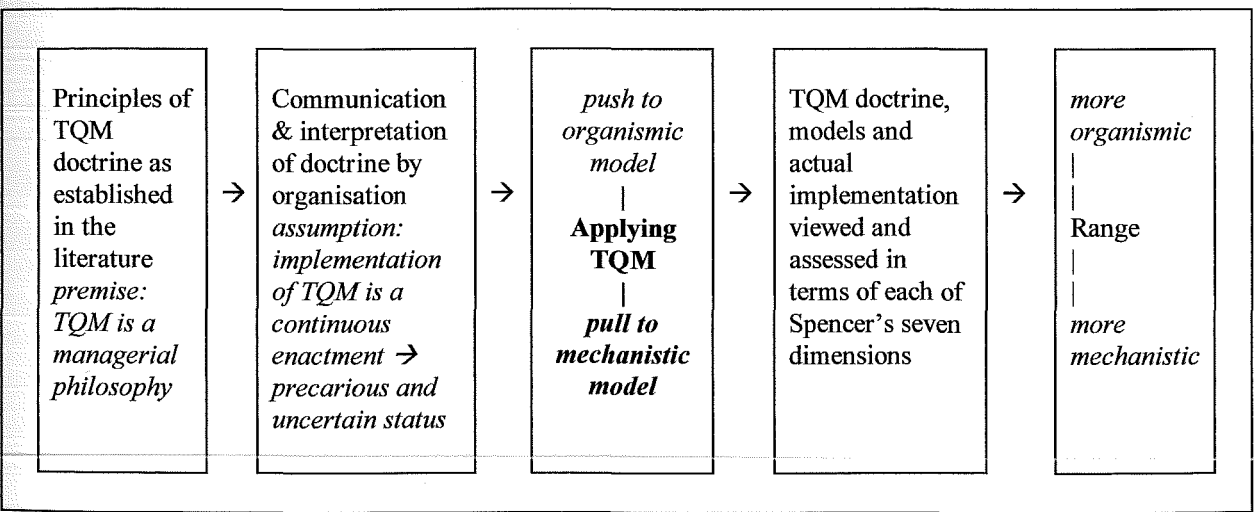 Principles of
TQM
doctrine as
established
in the
literature
premise:
TQM is a
managerial
philosophy
→
Communication
& interpretation
of doctrine by
organisation
assumption:
implementation
of TQM is a
continuous
enactment →
precarious and
uncertain status
→
push to
organismic
model
|
Applying
TQM
|
pull to
mechanistic
model
→
TQM doctrine,
models and
actual
implementation
viewed and
assessed in
terms of each of
Spencer's seven
dimensions
→
more
organismic
|
|
Range
|
|
more
mechanistic